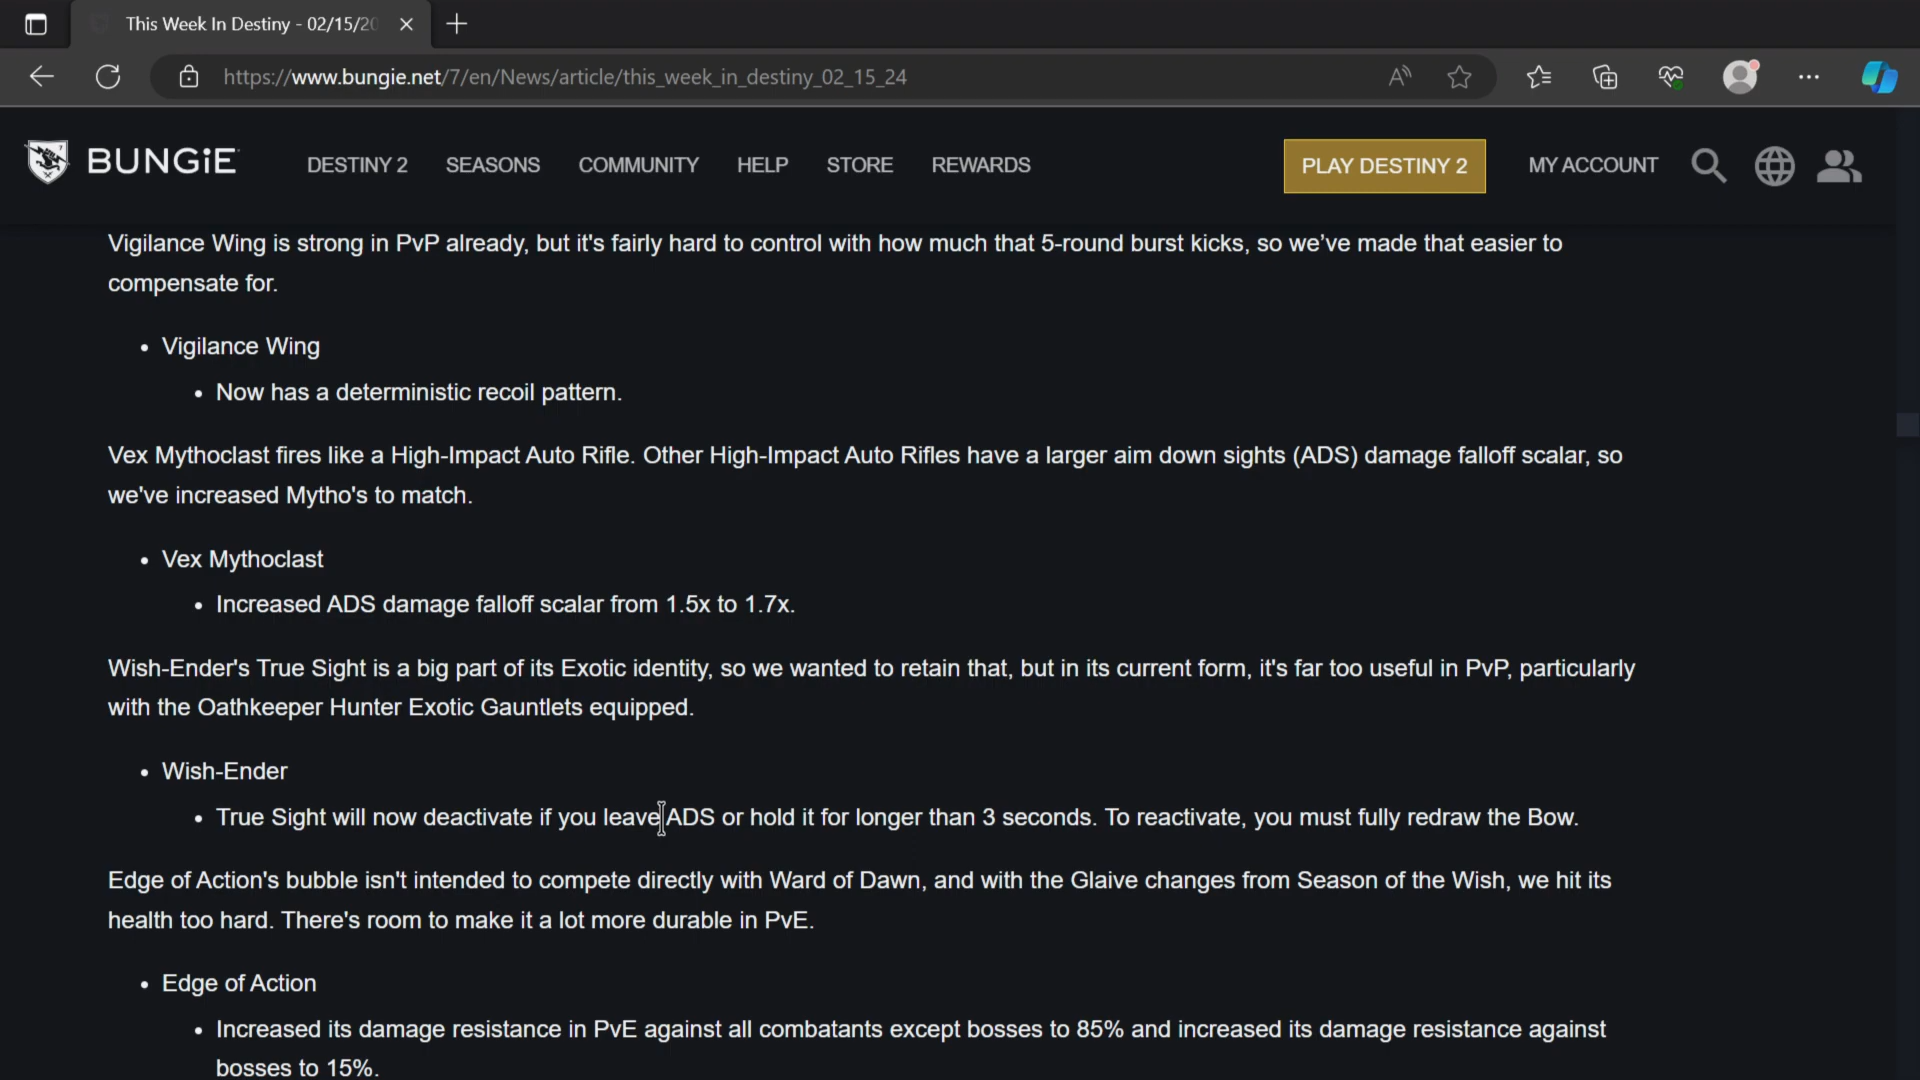 This Week In Destiny - 02/15/20
https://www.bungie.net/7/en/News/article/this_week_in_destiny_02_15_24
BUNGiE
DESTINY 2 SEASONS COMMUNITY HELP STORE REWARDS PLAY DESTINY 2 MY ACCOUNT
Vigilance Wing is strong in PvP already, but it's fairly hard to control with how much that 5-round burst kicks, so we’ve made that easier to
compensate for.
• Vigilance Wing
• Now has a deterministic recoil pattern.
Vex Mythoclast fires like a High-Impact Auto Rifle. Other High-Impact Auto Rifles have a larger aim down sights (ADS) damage falloff scalar, so
we've increased Mytho's to match.
• Vex Mythoclast
• Increased ADS damage falloff scalar from 1.5x to 1.7x.
Wish-Ender's True Sight is a big part of its Exotic identity, so we wanted to retain that, but in its current form, it's far too useful in PvP, particularly
with the Oathkeeper Hunter Exotic Gauntlets equipped.
• Wish-Ender
• True Sight will now deactivate if you leave ADS or hold it for longer than 3 seconds. To reactivate, you must fully redraw the Bow.
Edge of Action's bubble isn't intended to compete directly with Ward of Dawn, and with the Glaive changes from Season of the Wish, we hit its
health too hard. There's room to make it a lot more durable in PvE.
• Edge of Action
• Increased its damage resistance in PvE against all combatants except bosses to 85% and increased its damage resistance against
bosses to 15%.